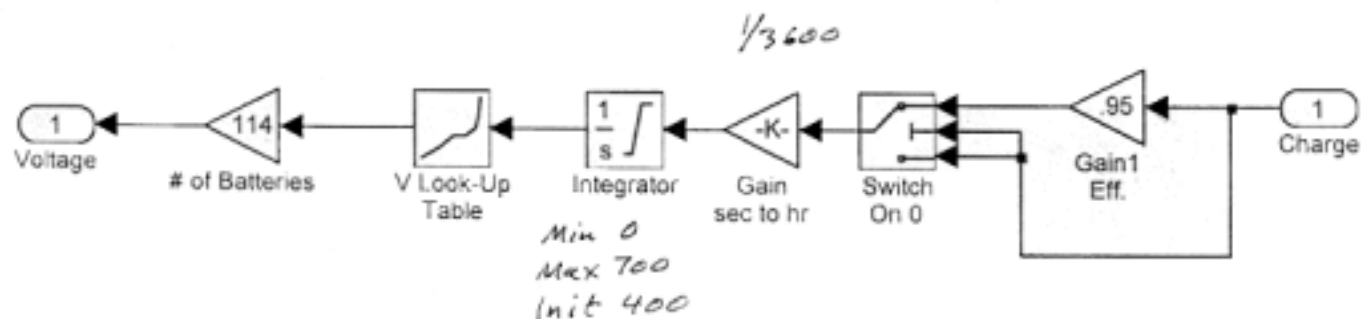 1/3600
1
Voltage
114
# of Batteries
V Look-Up
Table
1
s
Integrator
Min 0
Max 700
Init 400
-K-
Gain
sec to hr
Switch
On 0
.95
Gain1
Eff.
1
Charge